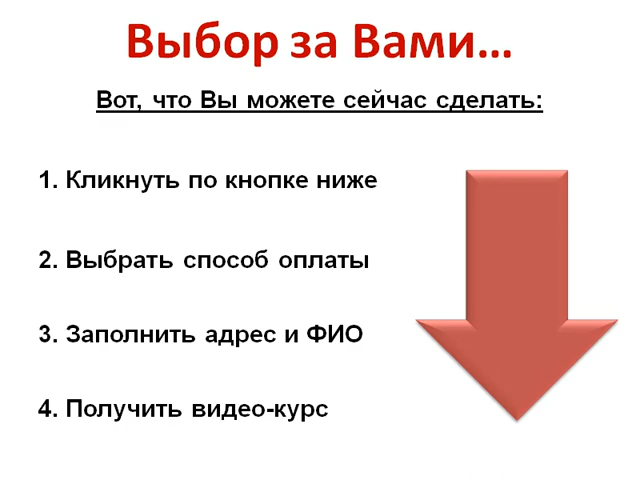 Выбор за Вами...
Вот, что Вы можете сейчас сделать:
1. Кликнуть по кнопке ниже
2. Выбрать способ оплаты
3. Заполнить адрес и ФИО
4. Получить видео-курс